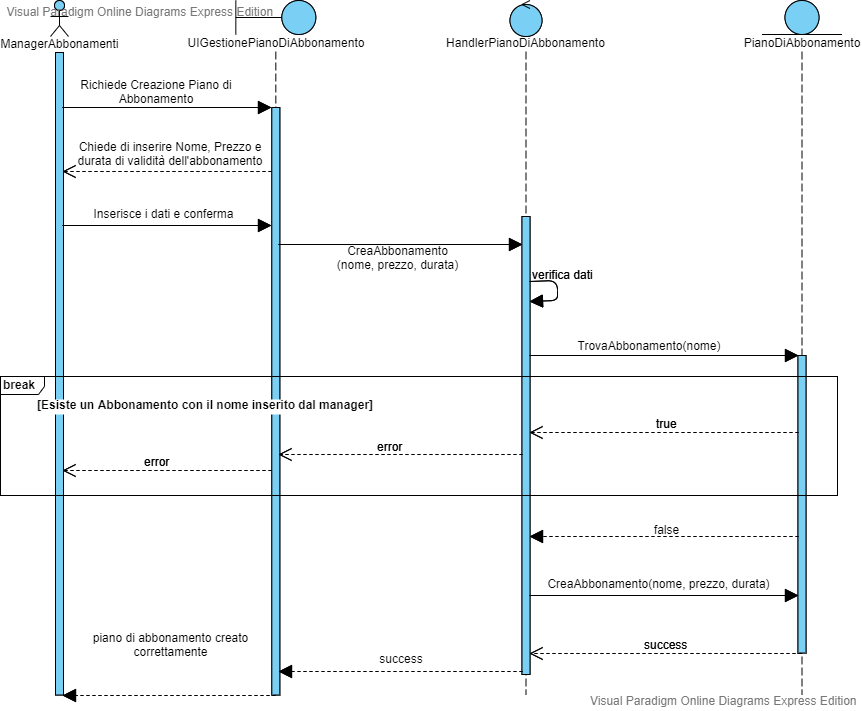 Visual Paradigm Online Diagrams Express Edition
ManagerAbbonamenti
UIGestionePianoDiAbbonamento
HandlerPianoDiAbbonamento
PianoDiAbbonamento
Richiede Creazione Piano di
Abbonamento
Chiede di inserire Nome, Prezzo e
durata di validità dell'abbonamento
Inserisce i dati e conferma
CreaAbbonamento
(nome, prezzo, durata)
verifica dati
TrovaAbbonamento(nome)
break
[Esiste un Abbonamento con il nome inserito dal manager]
true
error
error
false
CreaAbbonamento(nome, prezzo, durata)
success
success
piano di abbonamento creato
correttamente
Visual Paradigm Online Diagrams Express Edition